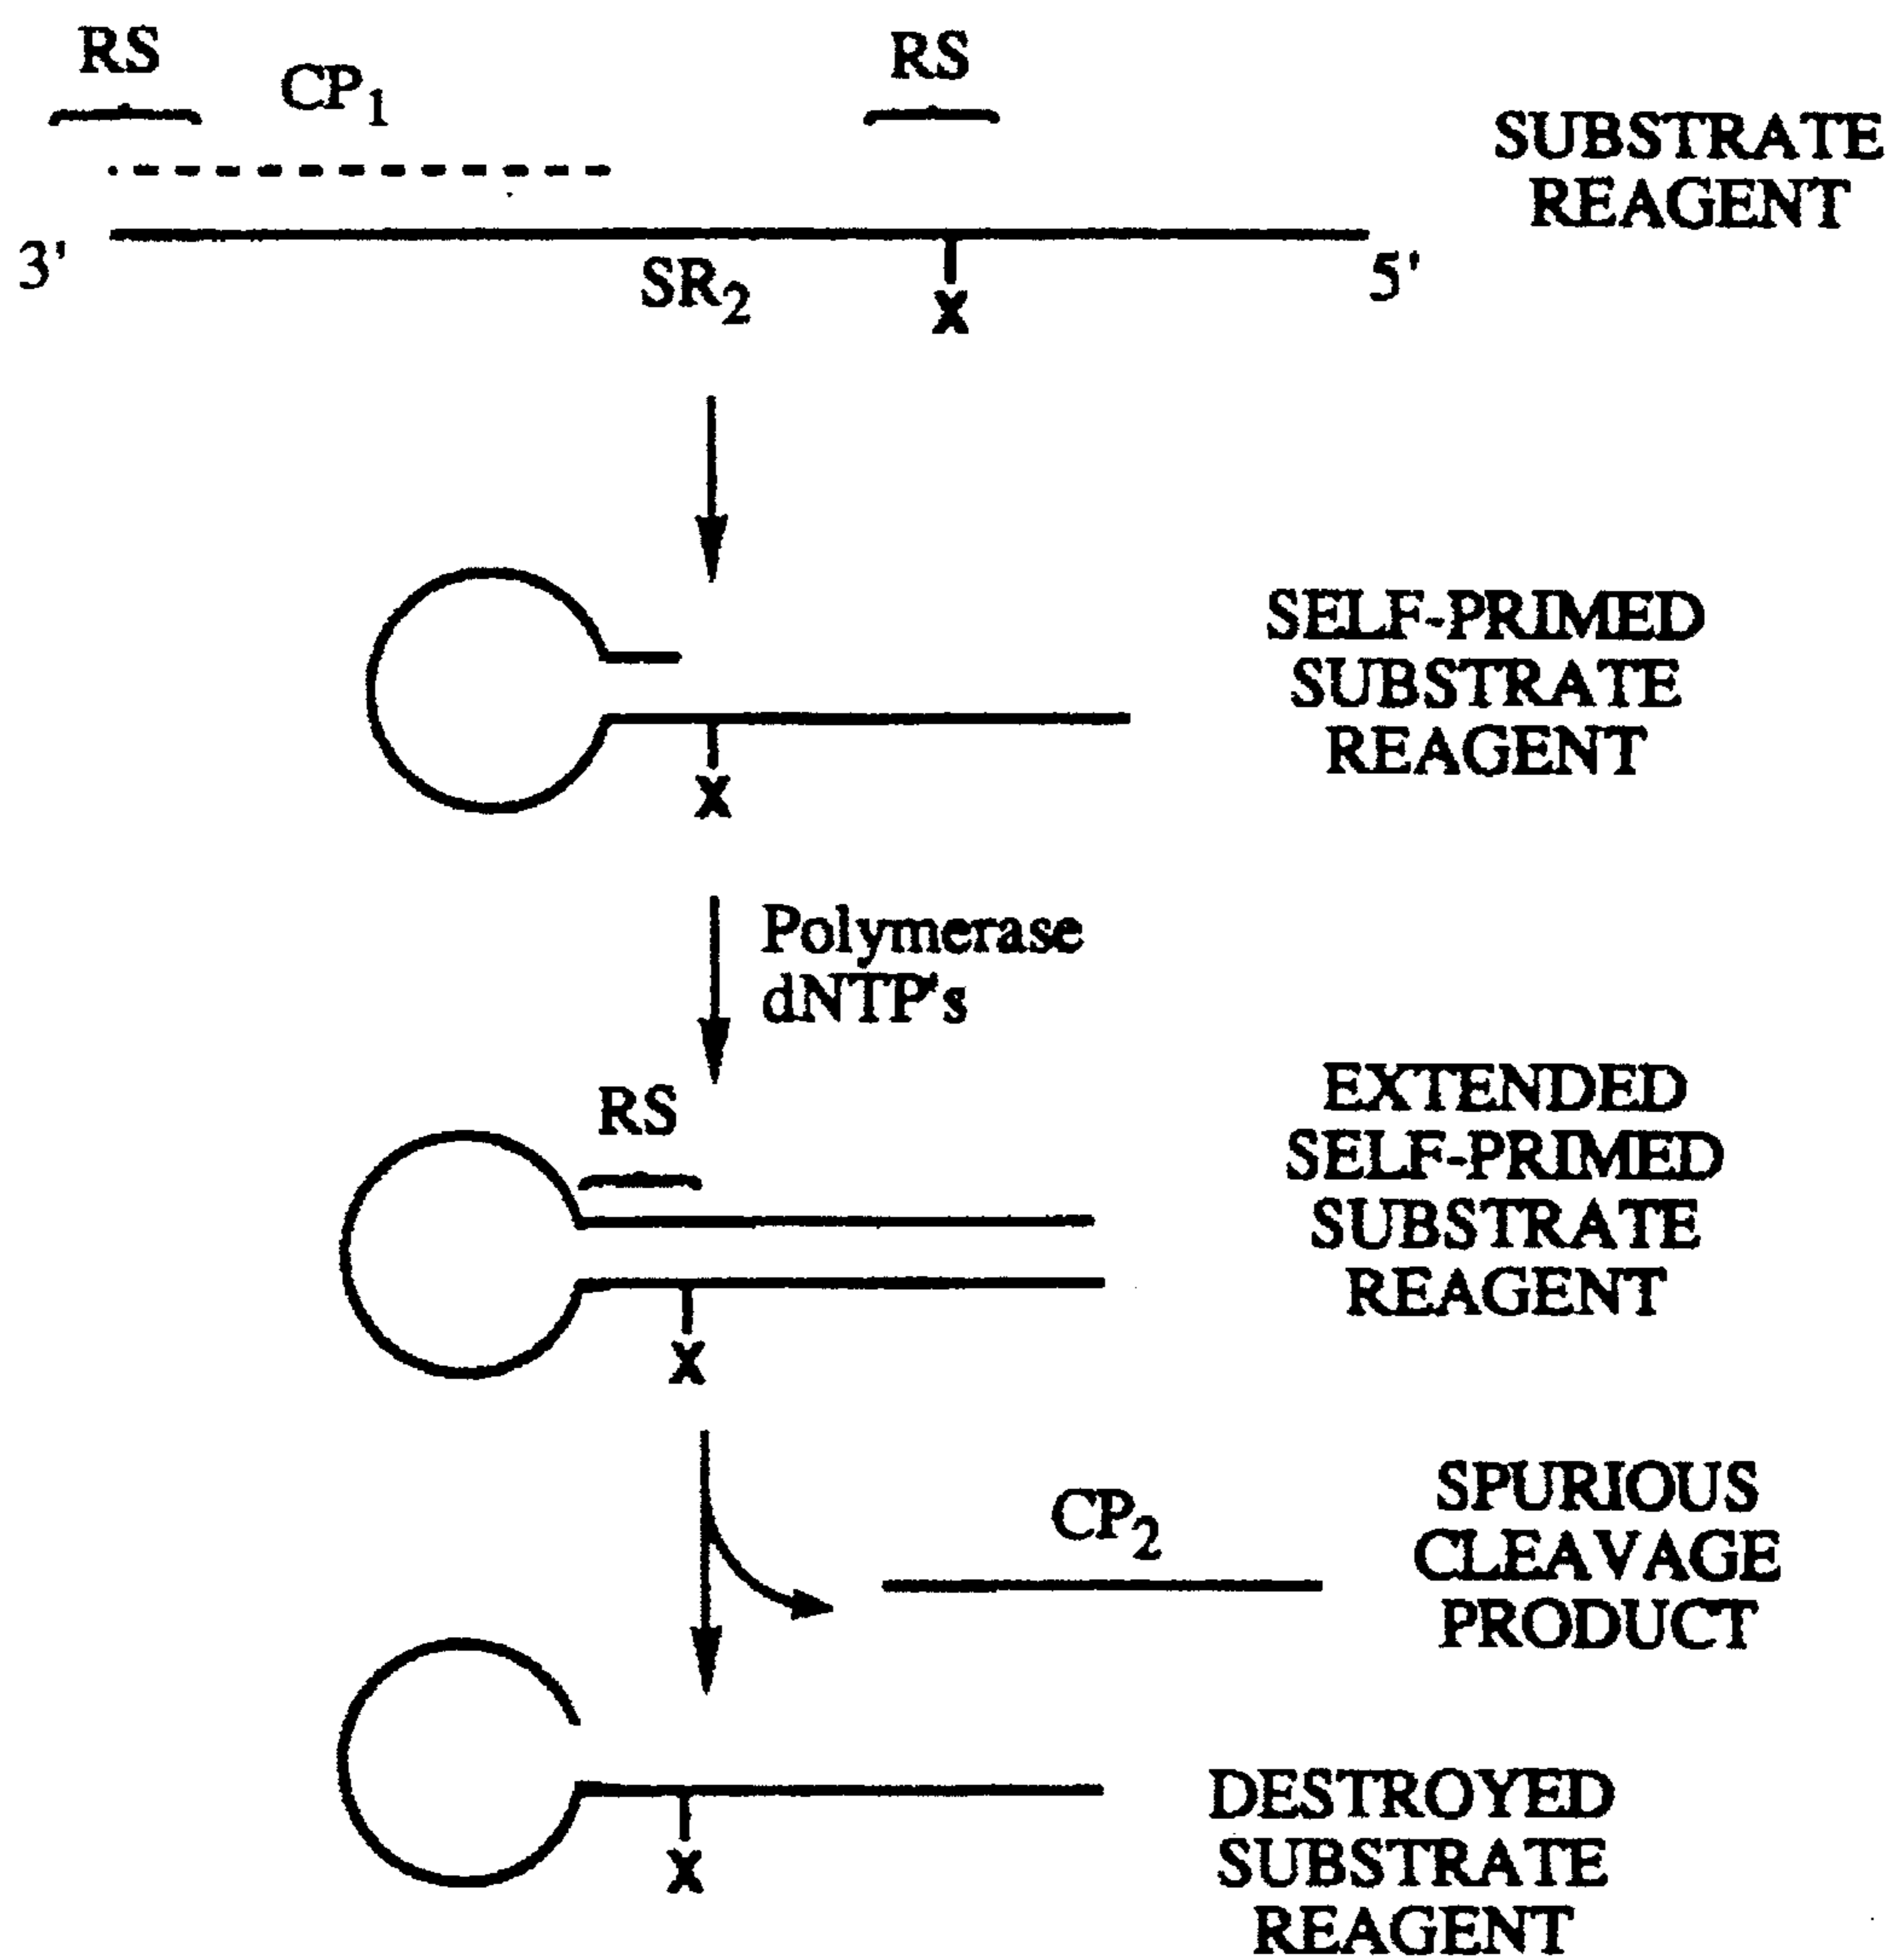 RS
CP1
RS
SUBSTRATE
REAGENT
3'
SR2
X
5'
SELF-PRIMED
SUBSTRATE
REAGENT
X
Polymerase
dNTP's
RS
EXTENDED
SELF-PRIMED
SUBSTRATE
REAGENT
X
CP2
SPURIOUS
CLEAVAGE
PRODUCT
X
DESTROYED
SUBSTRATE
REAGENT